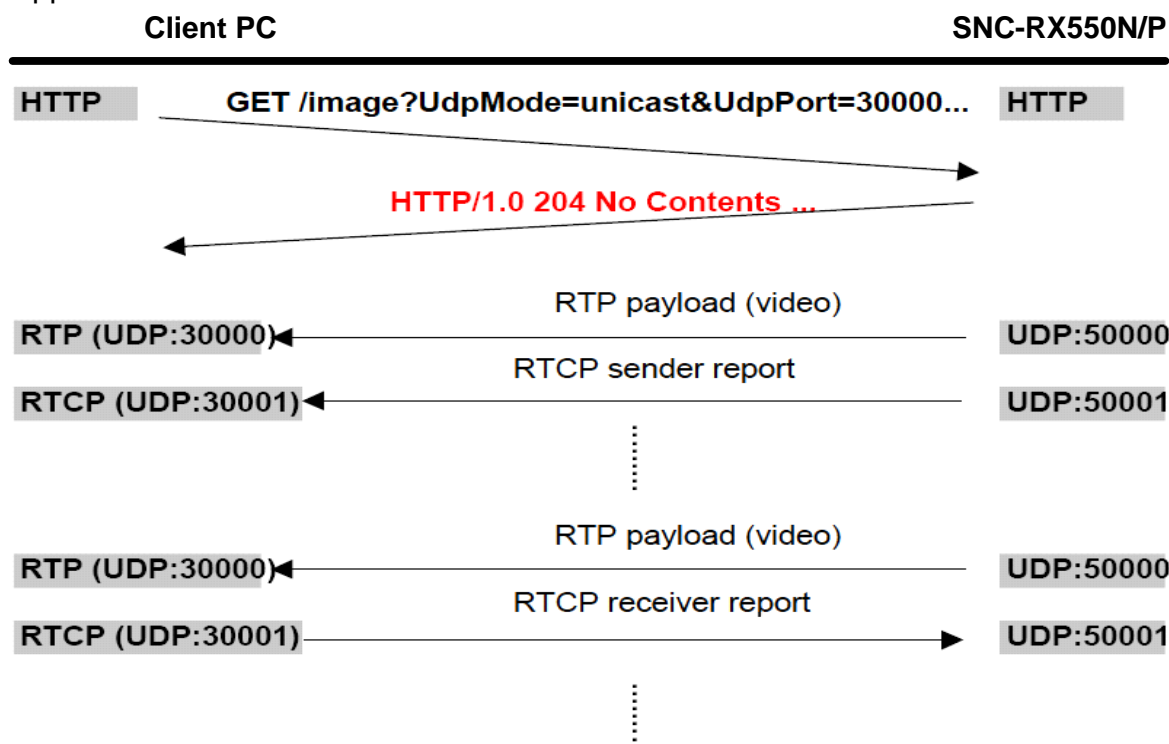 Client PC SNC-RX550N/P
HTTP GET /image?UdpMode=unicast&UdpPort=30000... HTTP
HTTP/1.0 204 No Contents ...
RTP payload (video)
RTP (UDP:30000) UDP:50000
RTCP sender report
RTCP (UDP:30001) UDP:50001
RTP payload (video)
RTP (UDP:30000) UDP:50000
RTCP receiver report
RTCP (UDP:30001) UDP:50001